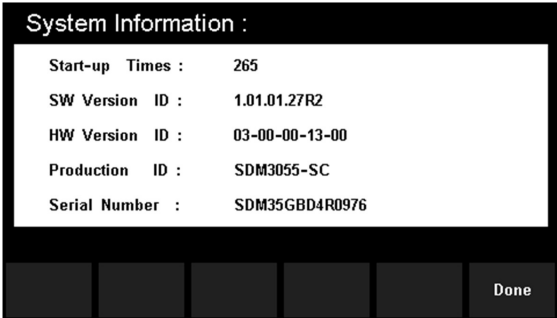 System Information :
Start-up Times : 265
SW Version ID : 1.01.01.27R2
HW Version ID : 03-00-00-13-00
Production ID : SDM3055-SC
Serial Number : SDM35GBD4R0976
Done